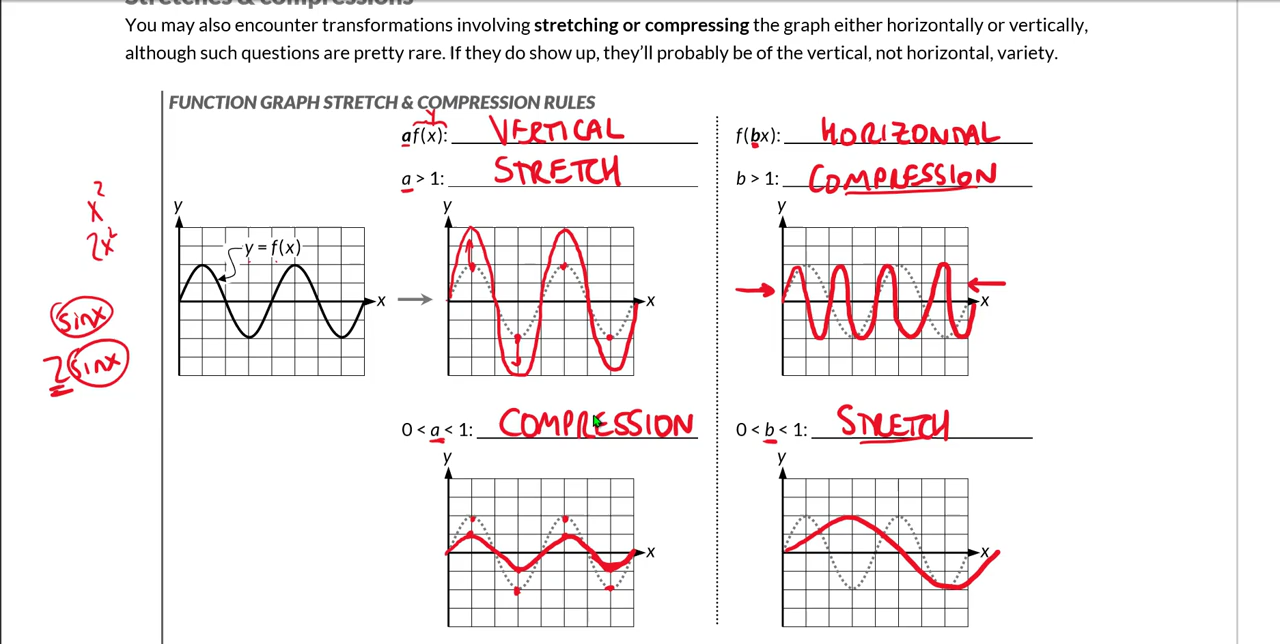 Stretches & Compressions
You may also encounter transformations involving stretching or compressing the graph either horizontally or vertically,
although such questions are pretty rare. If they do show up, they'll probably be of the vertical, not horizontal, variety.
FUNCTION GRAPH STRETCH & COMPRESSION RULES
y
af(x): VERTICAL
a > 1: STRETCH
f(bx): HORIZONTAL
b > 1: COMPRESSION
x²
2x²
sinx
2sinx
y
y = f(x)
x
y
x
y
x
0 < a < 1: COMPRESSION
0 < b < 1: STRETCH
y
x
y
x